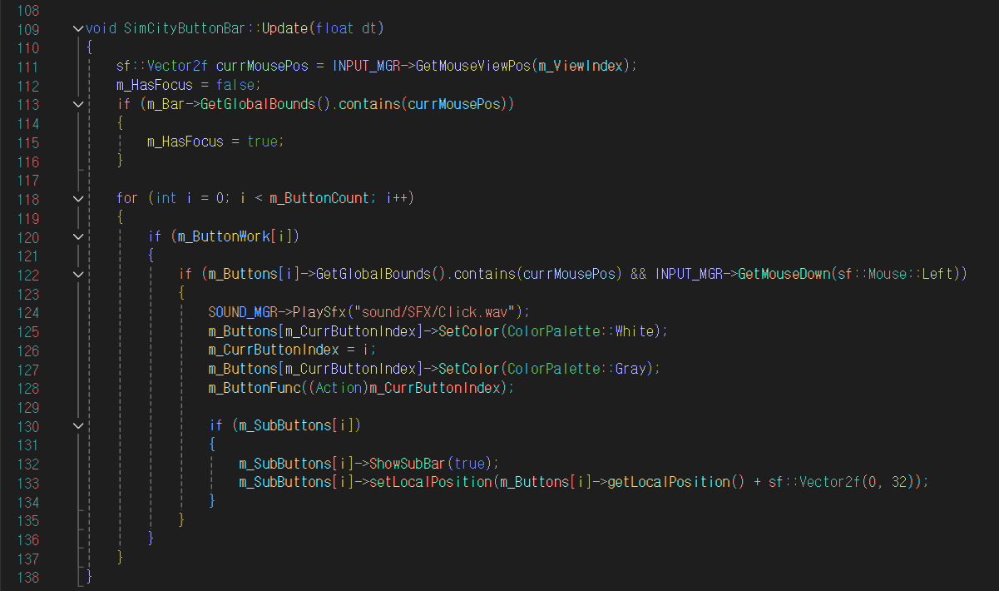 108
109 void SimCityButtonBar::Update(float dt)
110 {
111 sf::Vector2f currMousePos = INPUT_MGR->GetMouseViewPos(m_ViewIndex);
112 m_HasFocus = false;
113 if (m_Bar->GetGlobalBounds().contains(currMousePos))
114 {
115 m_HasFocus = true;
116 }
117
118 for (int i = 0; i < m_ButtonCount; i++)
119 {
120 if (m_ButtonWork[i])
121 {
122 if (m_Buttons[i]->GetGlobalBounds().contains(currMousePos) && INPUT_MGR->GetMouseDown(sf::Mouse::Left))
123 {
124 SOUND_MGR->PlaySfx("sound/SFX/Click.wav");
125 m_Buttons[m_CurrButtonIndex]->SetColor(ColorPalette::White);
126 m_CurrButtonIndex = i;
127 m_Buttons[m_CurrButtonIndex]->SetColor(ColorPalette::Gray);
128 m_ButtonFunc((Action)m_CurrButtonIndex);
129
130 if (m_SubButtons[i])
131 {
132 m_SubButtons[i]->ShowSubBar(true);
133 m_SubButtons[i]->setLocalPosition(m_Buttons[i]->getLocalPosition() + sf::Vector2f(0, 32));
134 }
135 }
136 }
137 }
138 }